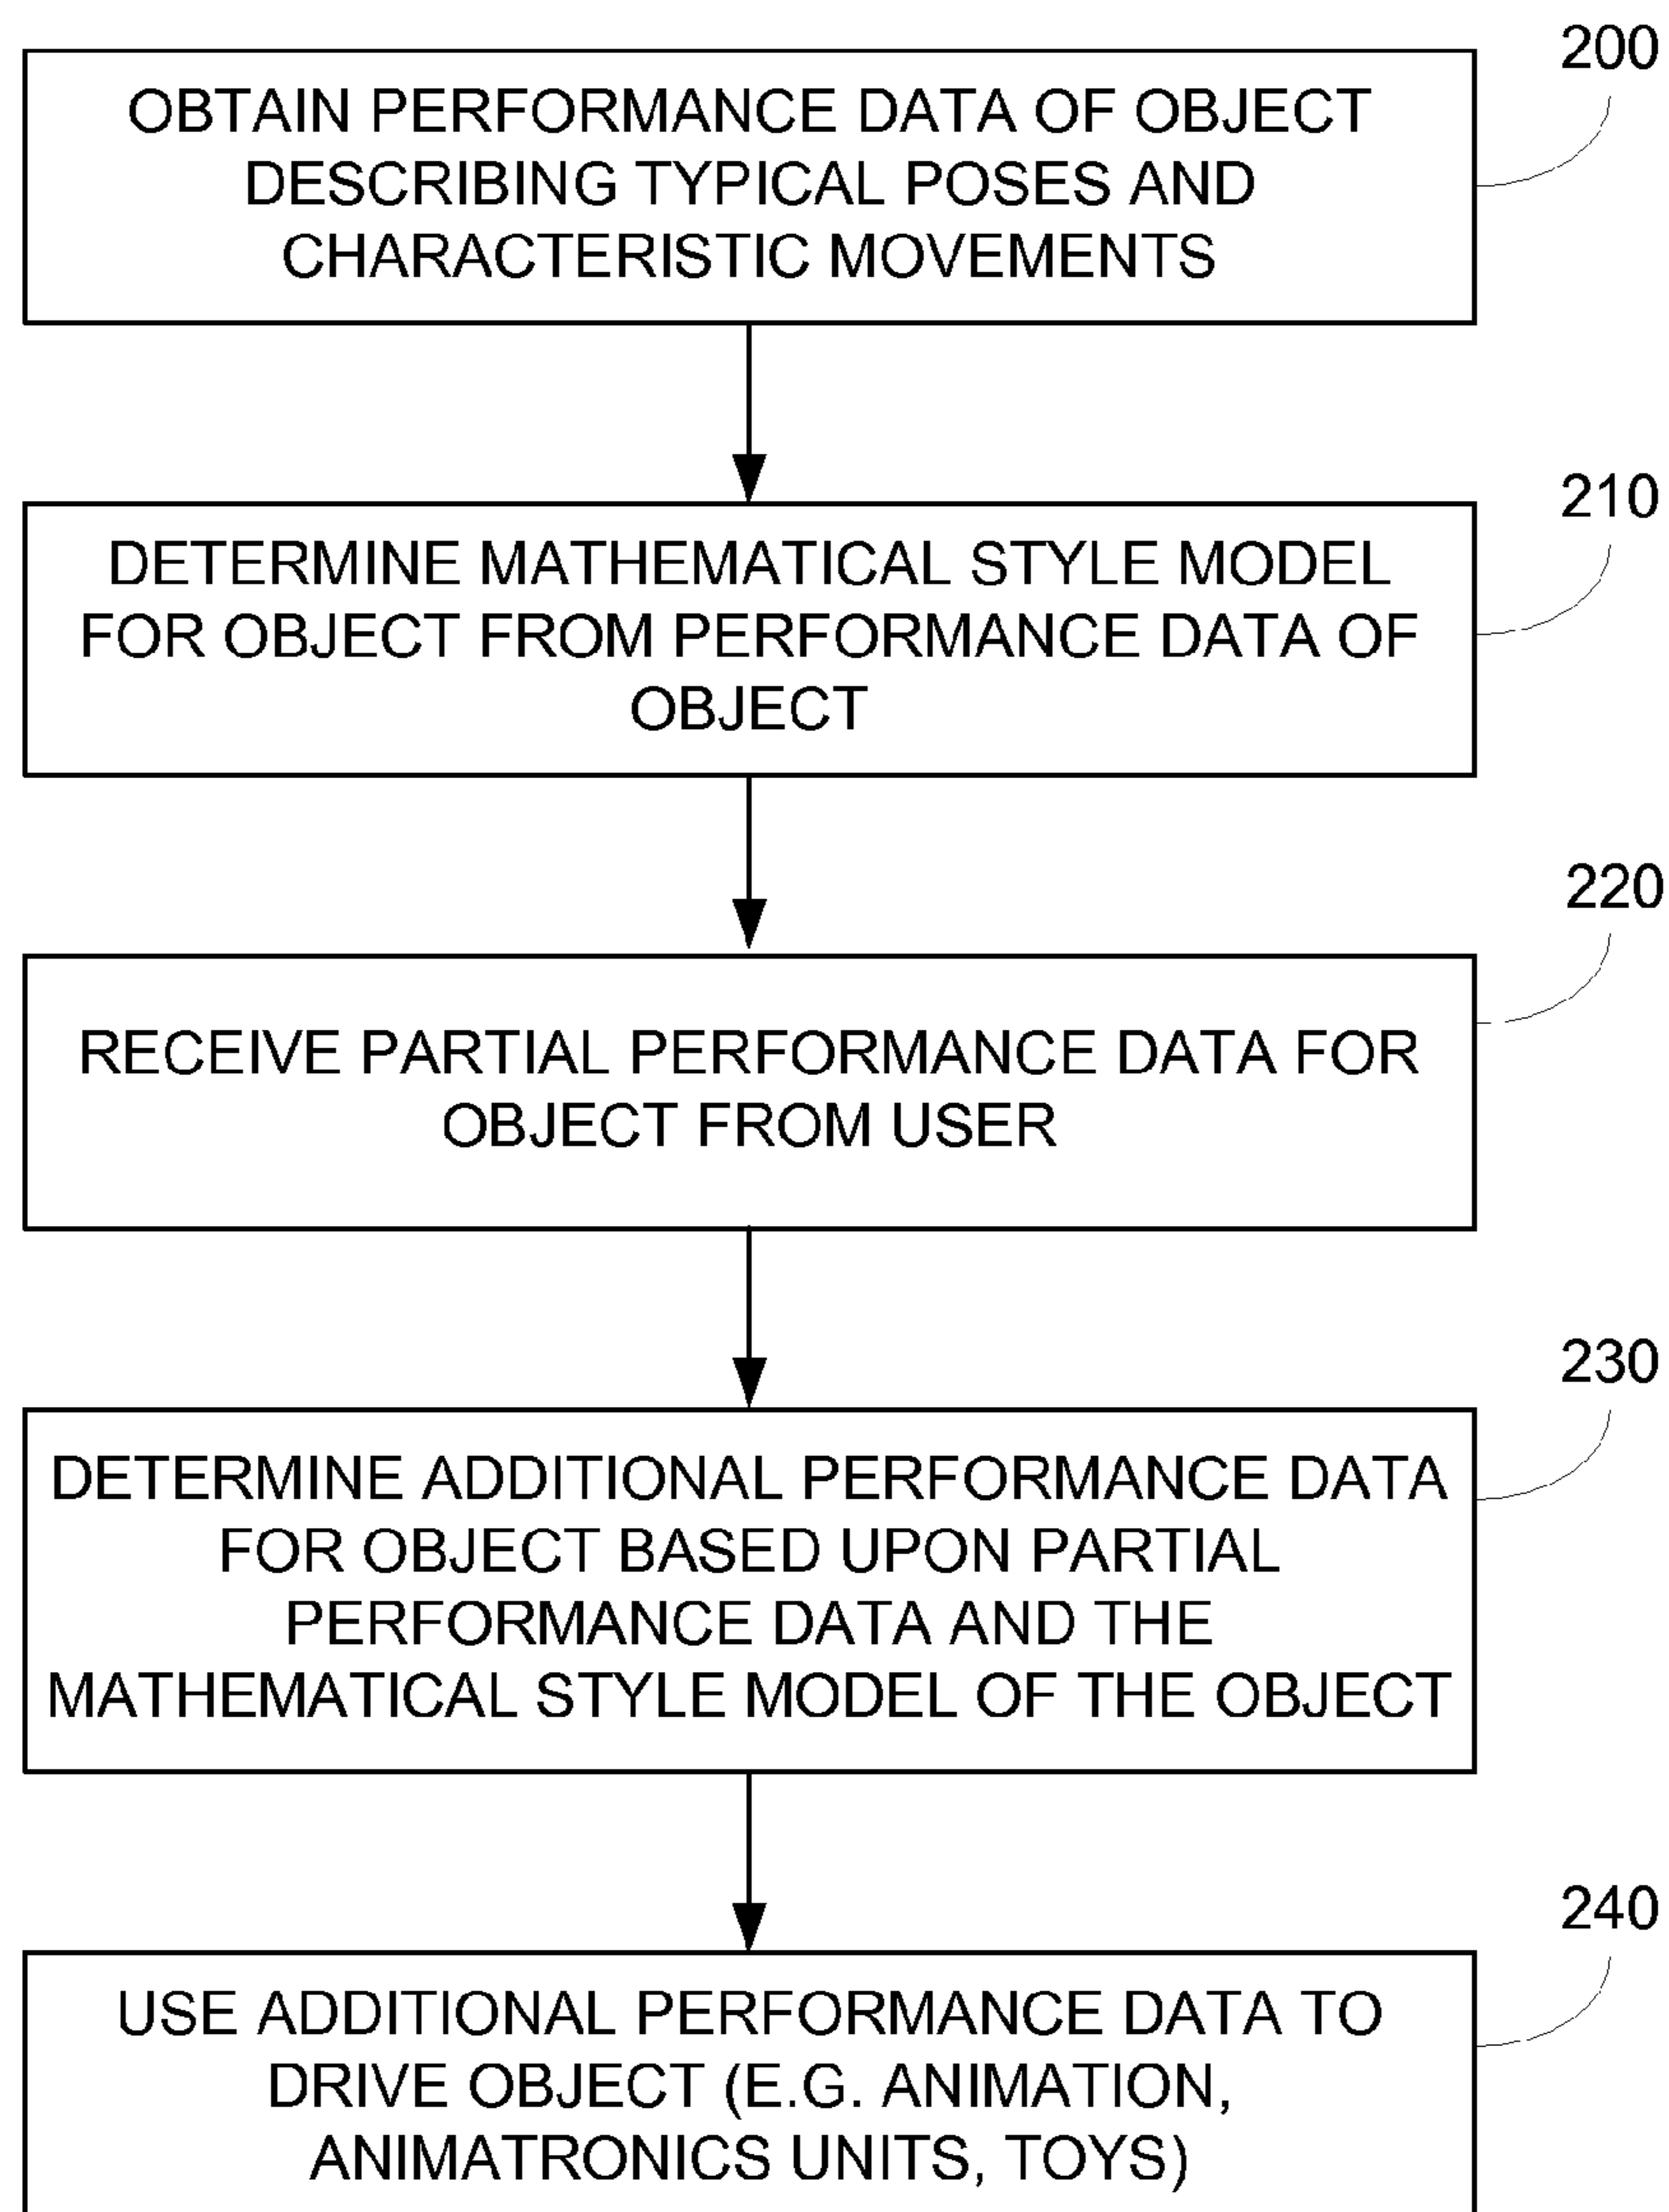 200
OBTAIN PERFORMANCE DATA OF OBJECT
DESCRIBING TYPICAL POSES AND
CHARACTERISTIC MOVEMENTS
210
DETERMINE MATHEMATICAL STYLE MODEL
FOR OBJECT FROM PERFORMANCE DATA OF
OBJECT
220
RECEIVE PARTIAL PERFORMANCE DATA FOR
OBJECT FROM USER
230
DETERMINE ADDITIONAL PERFORMANCE DATA
FOR OBJECT BASED UPON PARTIAL
PERFORMANCE DATA AND THE
MATHEMATICAL STYLE MODEL OF THE OBJECT
240
USE ADDITIONAL PERFORMANCE DATA TO
DRIVE OBJECT (E.G. ANIMATION,
ANIMATRONICS UNITS, TOYS)